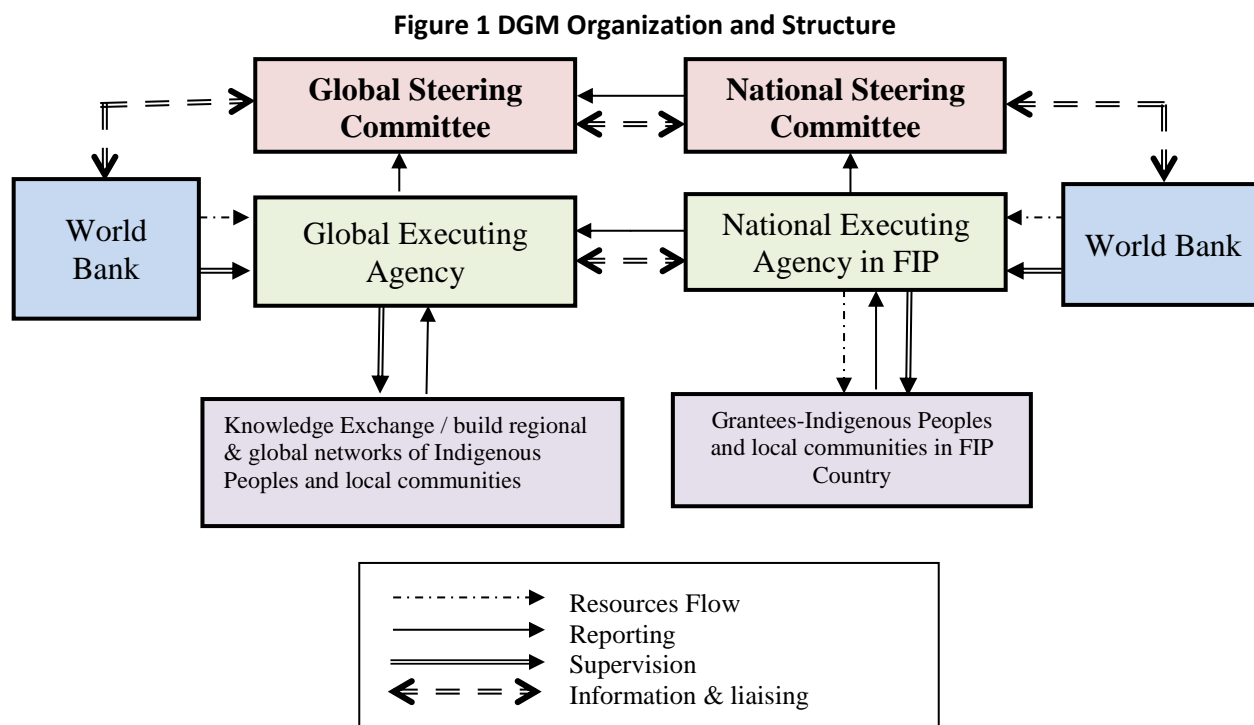 Figure 1 DGM Organization and Structure
Global Steering
Committee
National Steering
Committee
World
Bank
Global Executing
Agency
National Executing
Agency in FIP
World Bank
Knowledge Exchange / build regional
& global networks of Indigenous
Peoples and local communities
Grantees-Indigenous Peoples
and local communities in FIP
Country
Resources Flow
Reporting
Supervision
Information & liaising